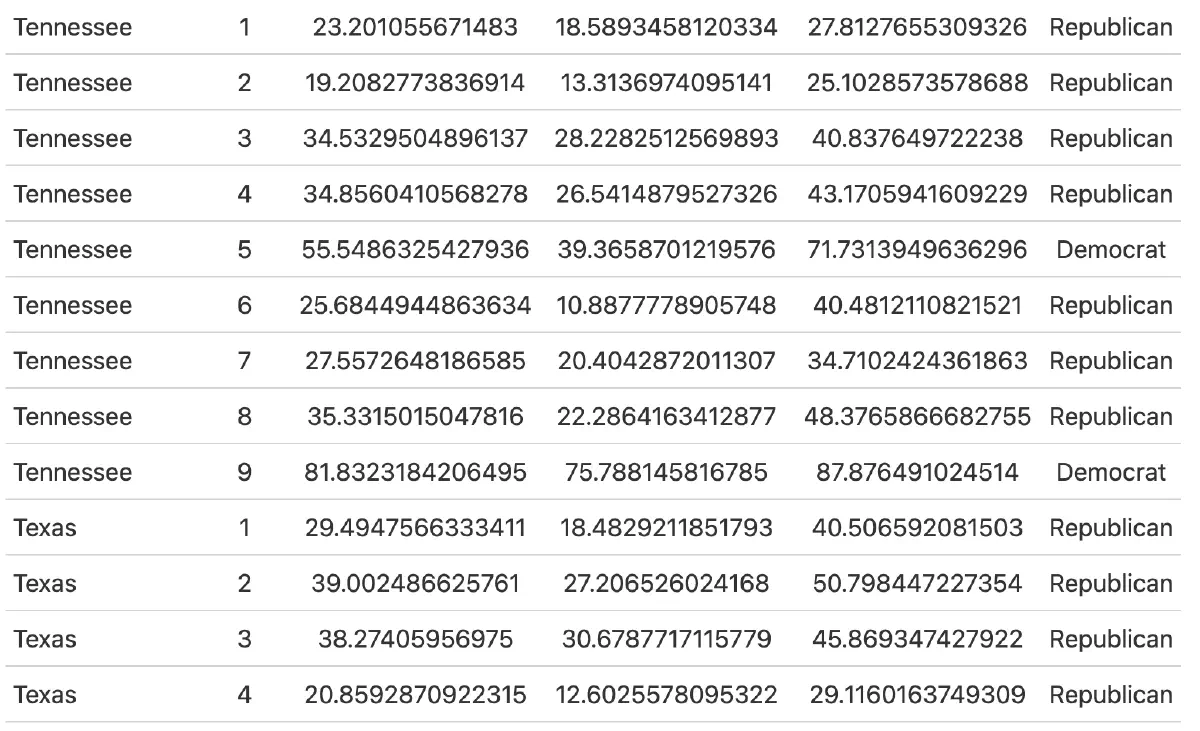 Tennessee 1 23.201055671483 18.5893458120334 27.8127655309326 Republican
Tennessee 2 19.2082773836914 13.3136974095141 25.1028573578688 Republican
Tennessee 3 34.5329504896137 28.2282512569893 40.837649722238 Republican
Tennessee 4 34.8560410568278 26.5414879527326 43.1705941609229 Republican
Tennessee 5 55.5486325427936 39.3658701219576 71.7313949636296 Democrat
Tennessee 6 25.6844944863634 10.8877778905748 40.4812110821521 Republican
Tennessee 7 27.5572648186585 20.4042872011307 34.7102424361863 Republican
Tennessee 8 35.3315015047816 22.2864163412877 48.3765866682755 Republican
Tennessee 9 81.8323184206495 75.788145816785 87.876491024514 Democrat
Texas 1 29.4947566333411 18.4829211851793 40.506592081503 Republican
Texas 2 39.002486625761 27.206526024168 50.798447227354 Republican
Texas 3 38.27405956975 30.6787717115779 45.869347427922 Republican
Texas 4 20.8592870922315 12.6025578095322 29.1160163749309 Republican